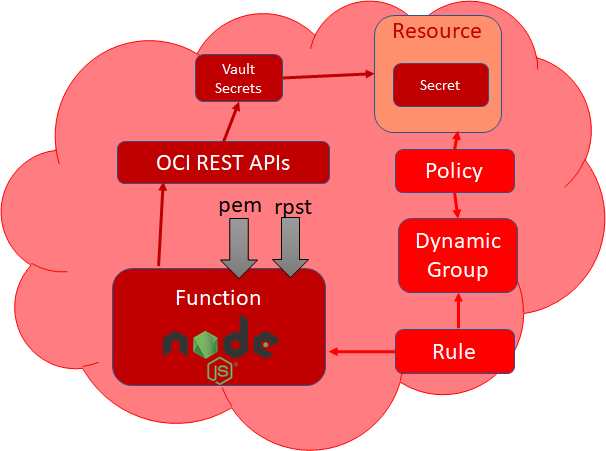 Resource
Vault
Secrets
Secret
OCI REST APIs
Policy
pem
rpst
Dynamic
Group
Function
node
JS
Rule